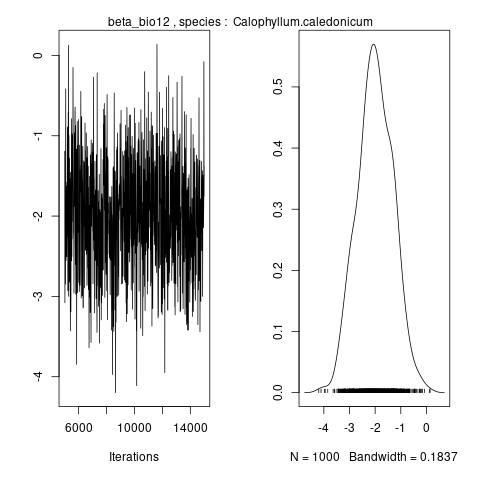 beta_bio12 , species : Calophyllum.caledonicum
0
-1
-2
-3
-4
6000 10000 14000
Iterations
0.5
0.4
0.3
0.2
0.1
0.0
-4 -3 -2 -1 0
N = 1000 Bandwidth = 0.1837